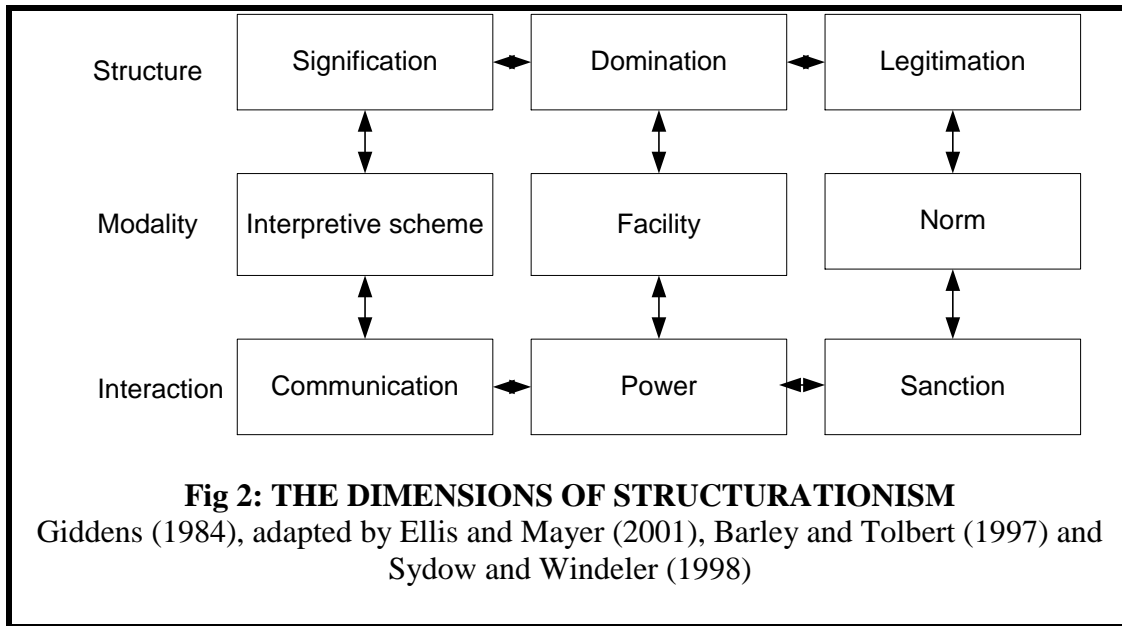 Structure Signification Domination Legitimation
Modality Interpretive scheme Facility Norm
Interaction Communication Power Sanction
Fig 2: THE DIMENSIONS OF STRUCTURATIONISM
Giddens (1984), adapted by Ellis and Mayer (2001), Barley and Tolbert (1997) and
Sydow and Windeler (1998)